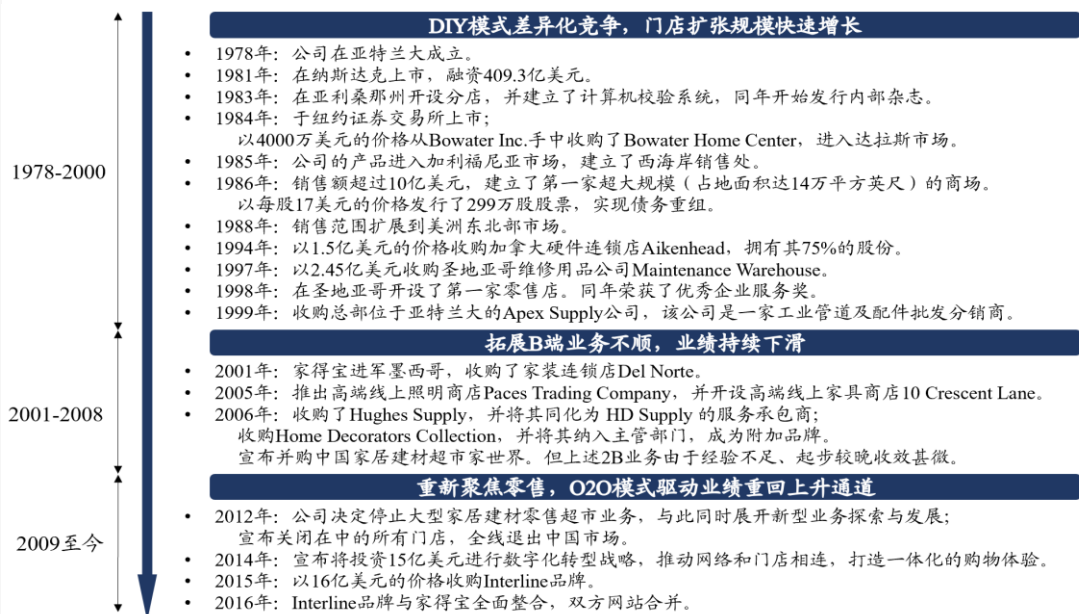 DIY模式差异化竞争，门店扩张规模快速增长
1978-2000
• 1978年：公司在亚特兰大成立。
• 1981年：在纳斯达克上市，融资409.3亿美元。
• 1983年：在亚利桑那州开设分店，并建立了计算机校验系统，同年开始发行内部杂志。
• 1984年：于纽约证券交易所上市；
以4000万美元的价格从Bowater Inc.手中收购了Bowater Home Center，进入达拉斯市场。
• 1985年：公司的产品进入加利福尼亚市场，建立了西海岸销售处。
• 1986年：销售额超过10亿美元，建立了第一家超大规模（占地面积达14万平方英尺）的商场。
以每股17美元的价格发行了299万股股票，实现债务重组。
• 1988年：销售范围扩展到美洲东北部市场。
• 1994年：以1.5亿美元的价格收购加拿大硬件连锁店Aikenhead，拥有其75%的股份。
• 1997年：以2.45亿美元收购圣地亚哥维修用品公司Maintenance Warehouse。
• 1998年：在圣地亚哥开设了第一家零售店。同年荣获了优秀企业服务奖。
• 1999年：收购总部位于亚特兰大的Apex Supply公司，该公司是一家工业管道及配件批发分销商。
拓展B端业务不顺，业绩持续下滑
2001-2008
• 2001年：家得宝进军墨西哥，收购了家装连锁店Del Norte。
• 2005年：推出高端线上照明商店Paces Trading Company，并开设高端线上家具商店10 Crescent Lane。
• 2006年：收购了Hughes Supply，并将其同化为 HD Supply 的服务承包商；
收购Home Decorators Collection，并将其纳入主管部门，成为附加品牌。
宣布并购中国家居建材超市家世界。但上述2B业务由于经验不足、起步较晚收效甚微。
重新聚焦零售，O2O模式驱动业绩重回上升通道
2009至今
• 2012年：公司决定停止大型家居建材零售超市业务，与此同时展开新型业务探索与发展；
宣布关闭在中的所有门店，全线退出中国市场。
• 2014年：宣布将投资15亿美元进行数字化转型战略，推动网络和门店相连，打造一体化的购物体验。
• 2015年：以16亿美元的价格收购Interline品牌。
• 2016年：Interline品牌与家得宝全面整合，双方网站合并。